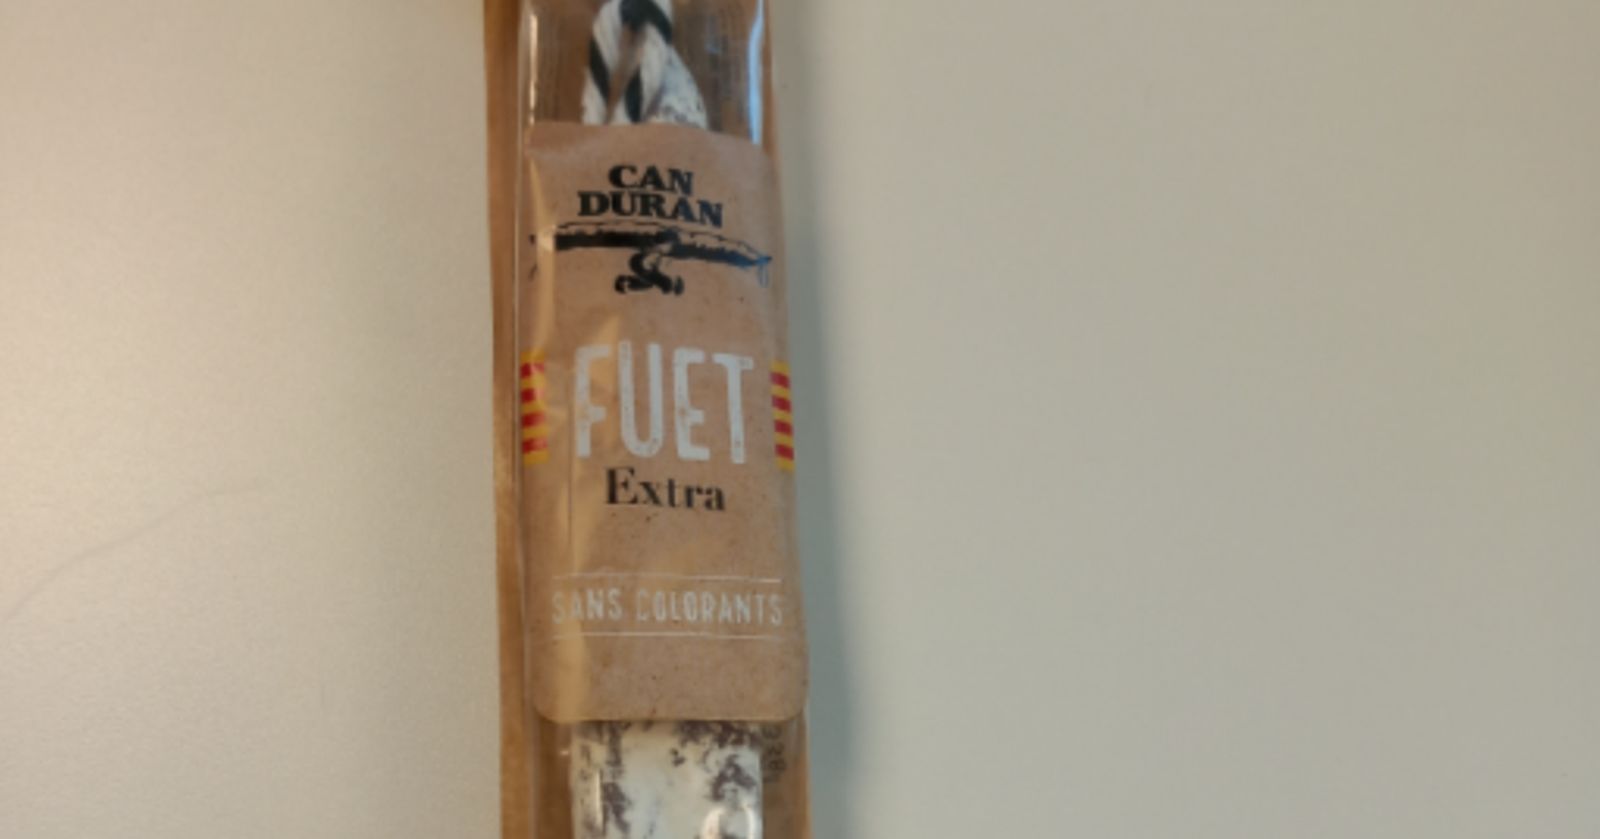 CAN
DURAN
FUET
Extra
SANS COLORANTS